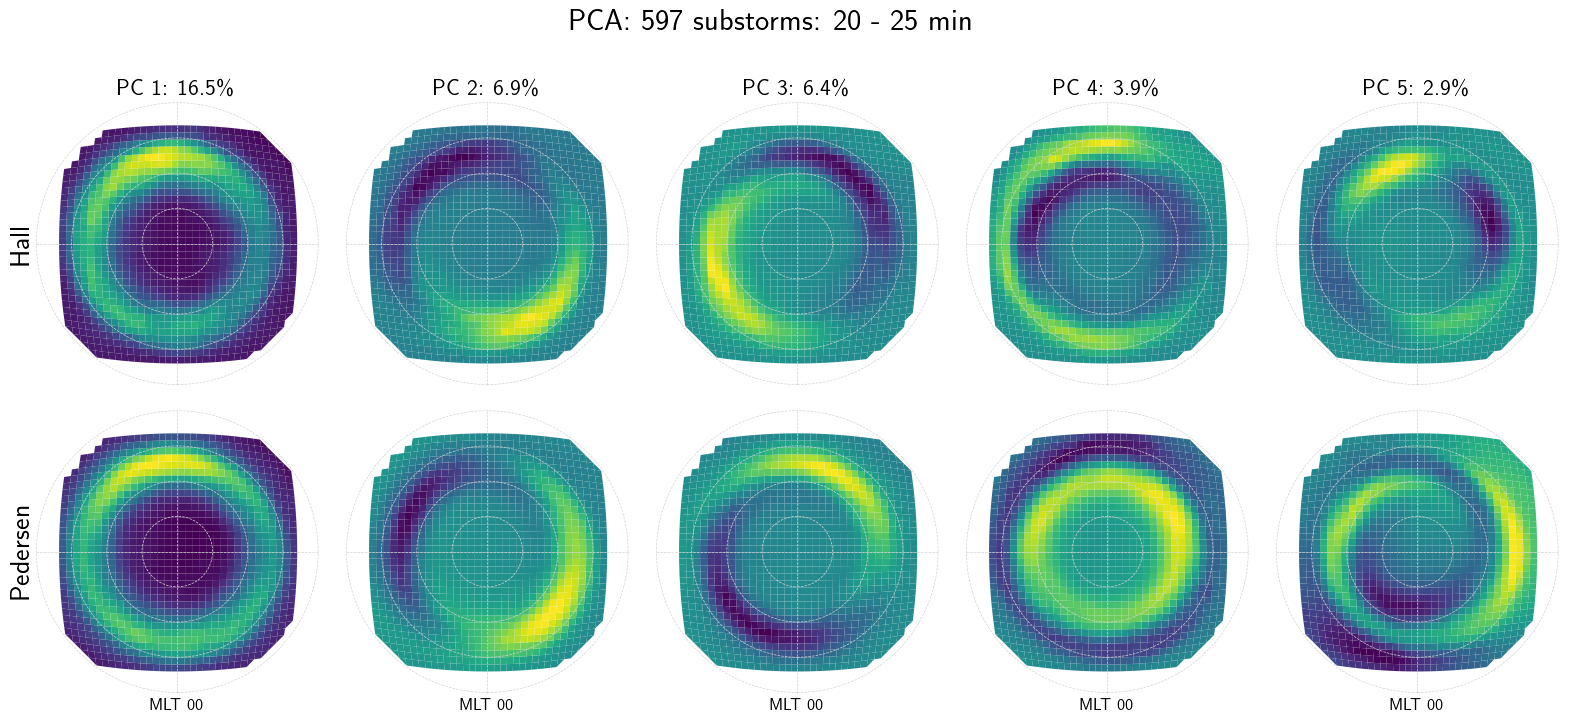 PCA: 597 substorms: 20 - 25 min
PC 1: 16.5%
PC 2: 6.9%
PC 3: 6.4%
PC 4: 3.9%
PC 5: 2.9%
Hall
Pedersen
MLT 00
MLT 00
MLT 00
MLT 00
MLT 00